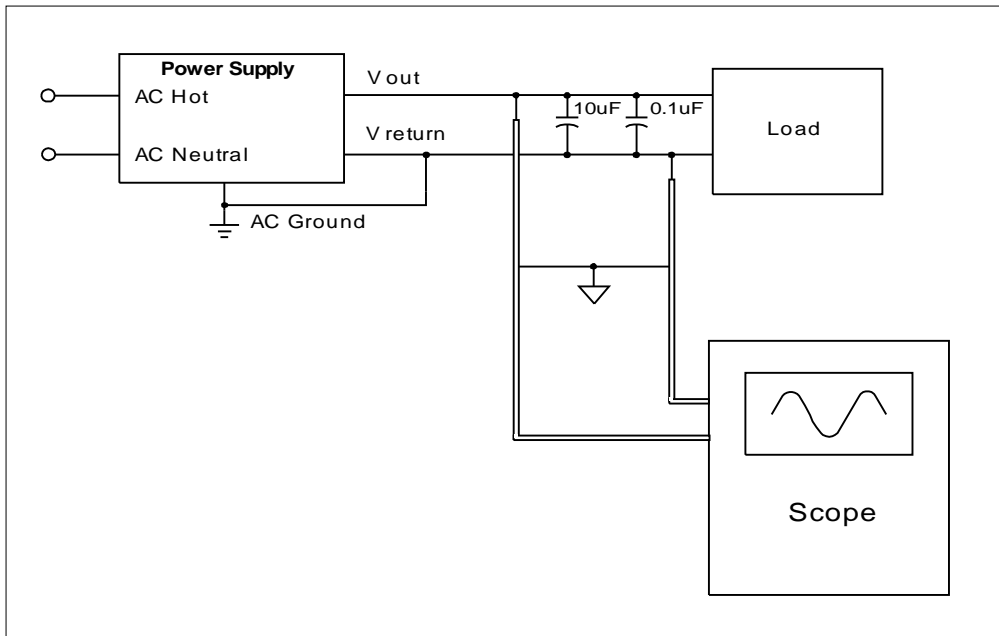 Power Supply
V out
AC Hot
10uF
0.1uF
Load
V return
AC Neutral
AC Ground
Scope